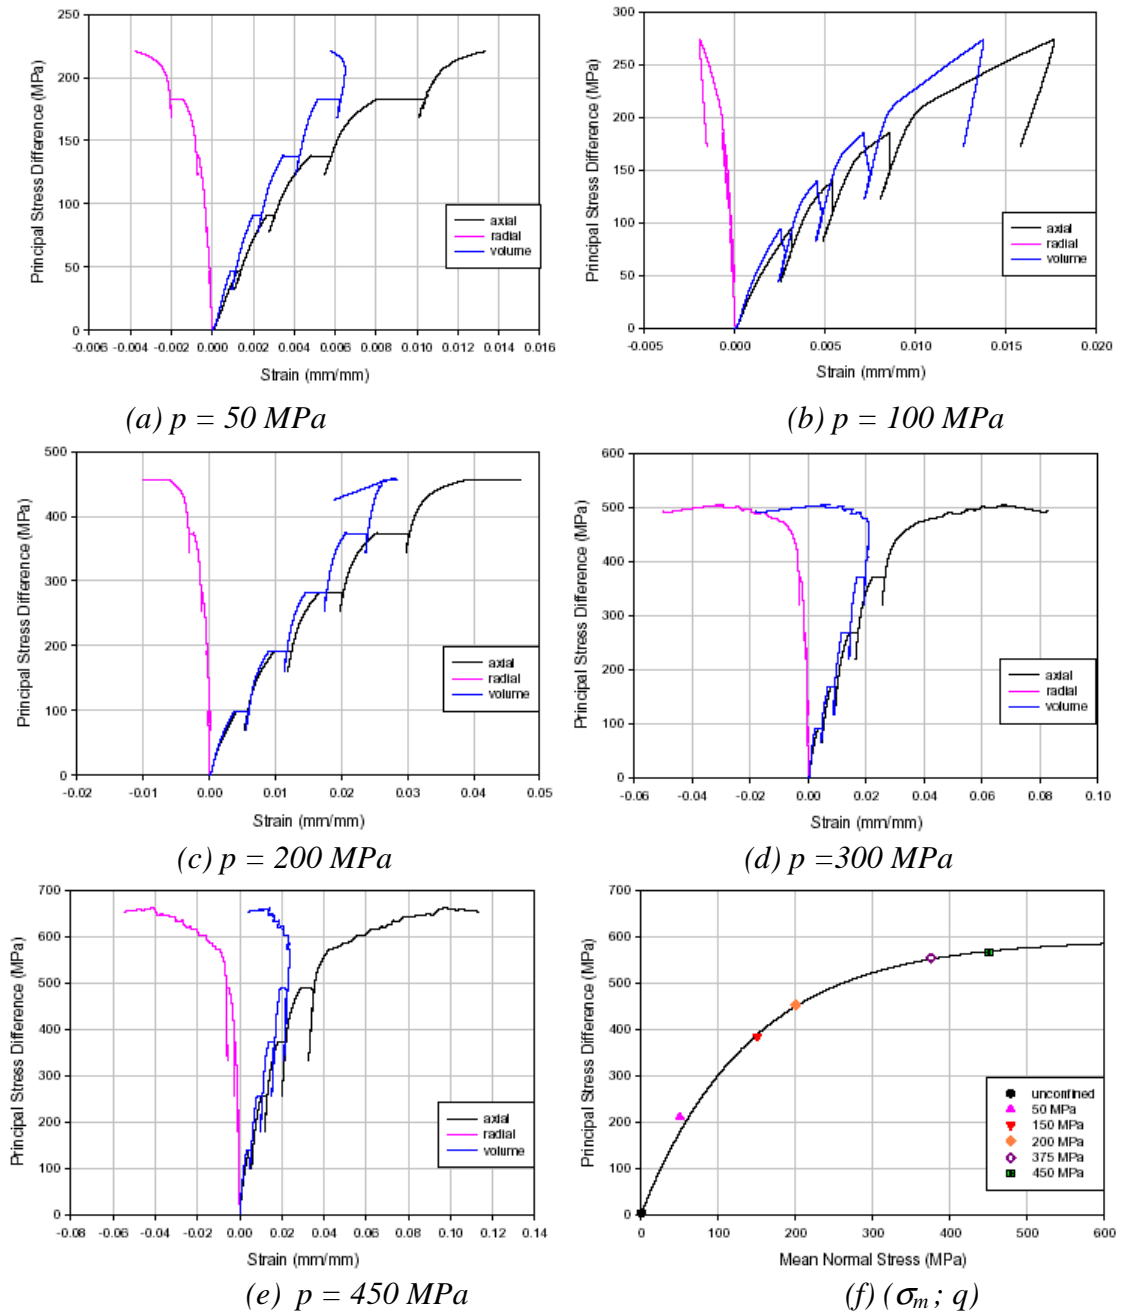 250
200
150
100
50
0
Principal Stress Difference (MPa)
axial
radial
volume
-0.006 -0.004 -0.002 0.000 0.002 0.004 0.006 0.008 0.010 0.012 0.014 0.016
Strain (mm/mm)
(a) p = 50 MPa
300
250
200
150
100
50
0
Principal Stress Difference (MPa)
axial
radial
volume
-0.005 0.000 0.005 0.010 0.015 0.020
Strain (mm/mm)
(b) p = 100 MPa
500
400
300
200
100
0
Principal Stress Difference (MPa)
axial
radial
volume
-0.02 -0.01 0.00 0.01 0.02 0.03 0.04 0.05
Strain (mm/mm)
(c) p = 200 MPa
600
500
400
300
200
100
0
Principal Stress Difference (MPa)
axial
radial
volume
-0.06 -0.04 -0.02 0.00 0.02 0.04 0.06 0.08 0.10
Strain (mm/mm)
(d) p =300 MPa
700
600
500
400
300
200
100
0
Principal Stress Difference (MPa)
axial
radial
volume
-0.08 -0.06 -0.04 -0.02 0.00 0.02 0.04 0.06 0.08 0.10 0.12 0.14
Strain (mm/mm)
(e) p = 450 MPa
700
600
500
400
300
200
100
0
Principal Stress Difference (MPa)
unconfined
50 MPa
150 MPa
200 MPa
375 MPa
450 MPa
0 100 200 300 400 500 600
Mean Normal Stress (MPa)
(f) (σm; q)